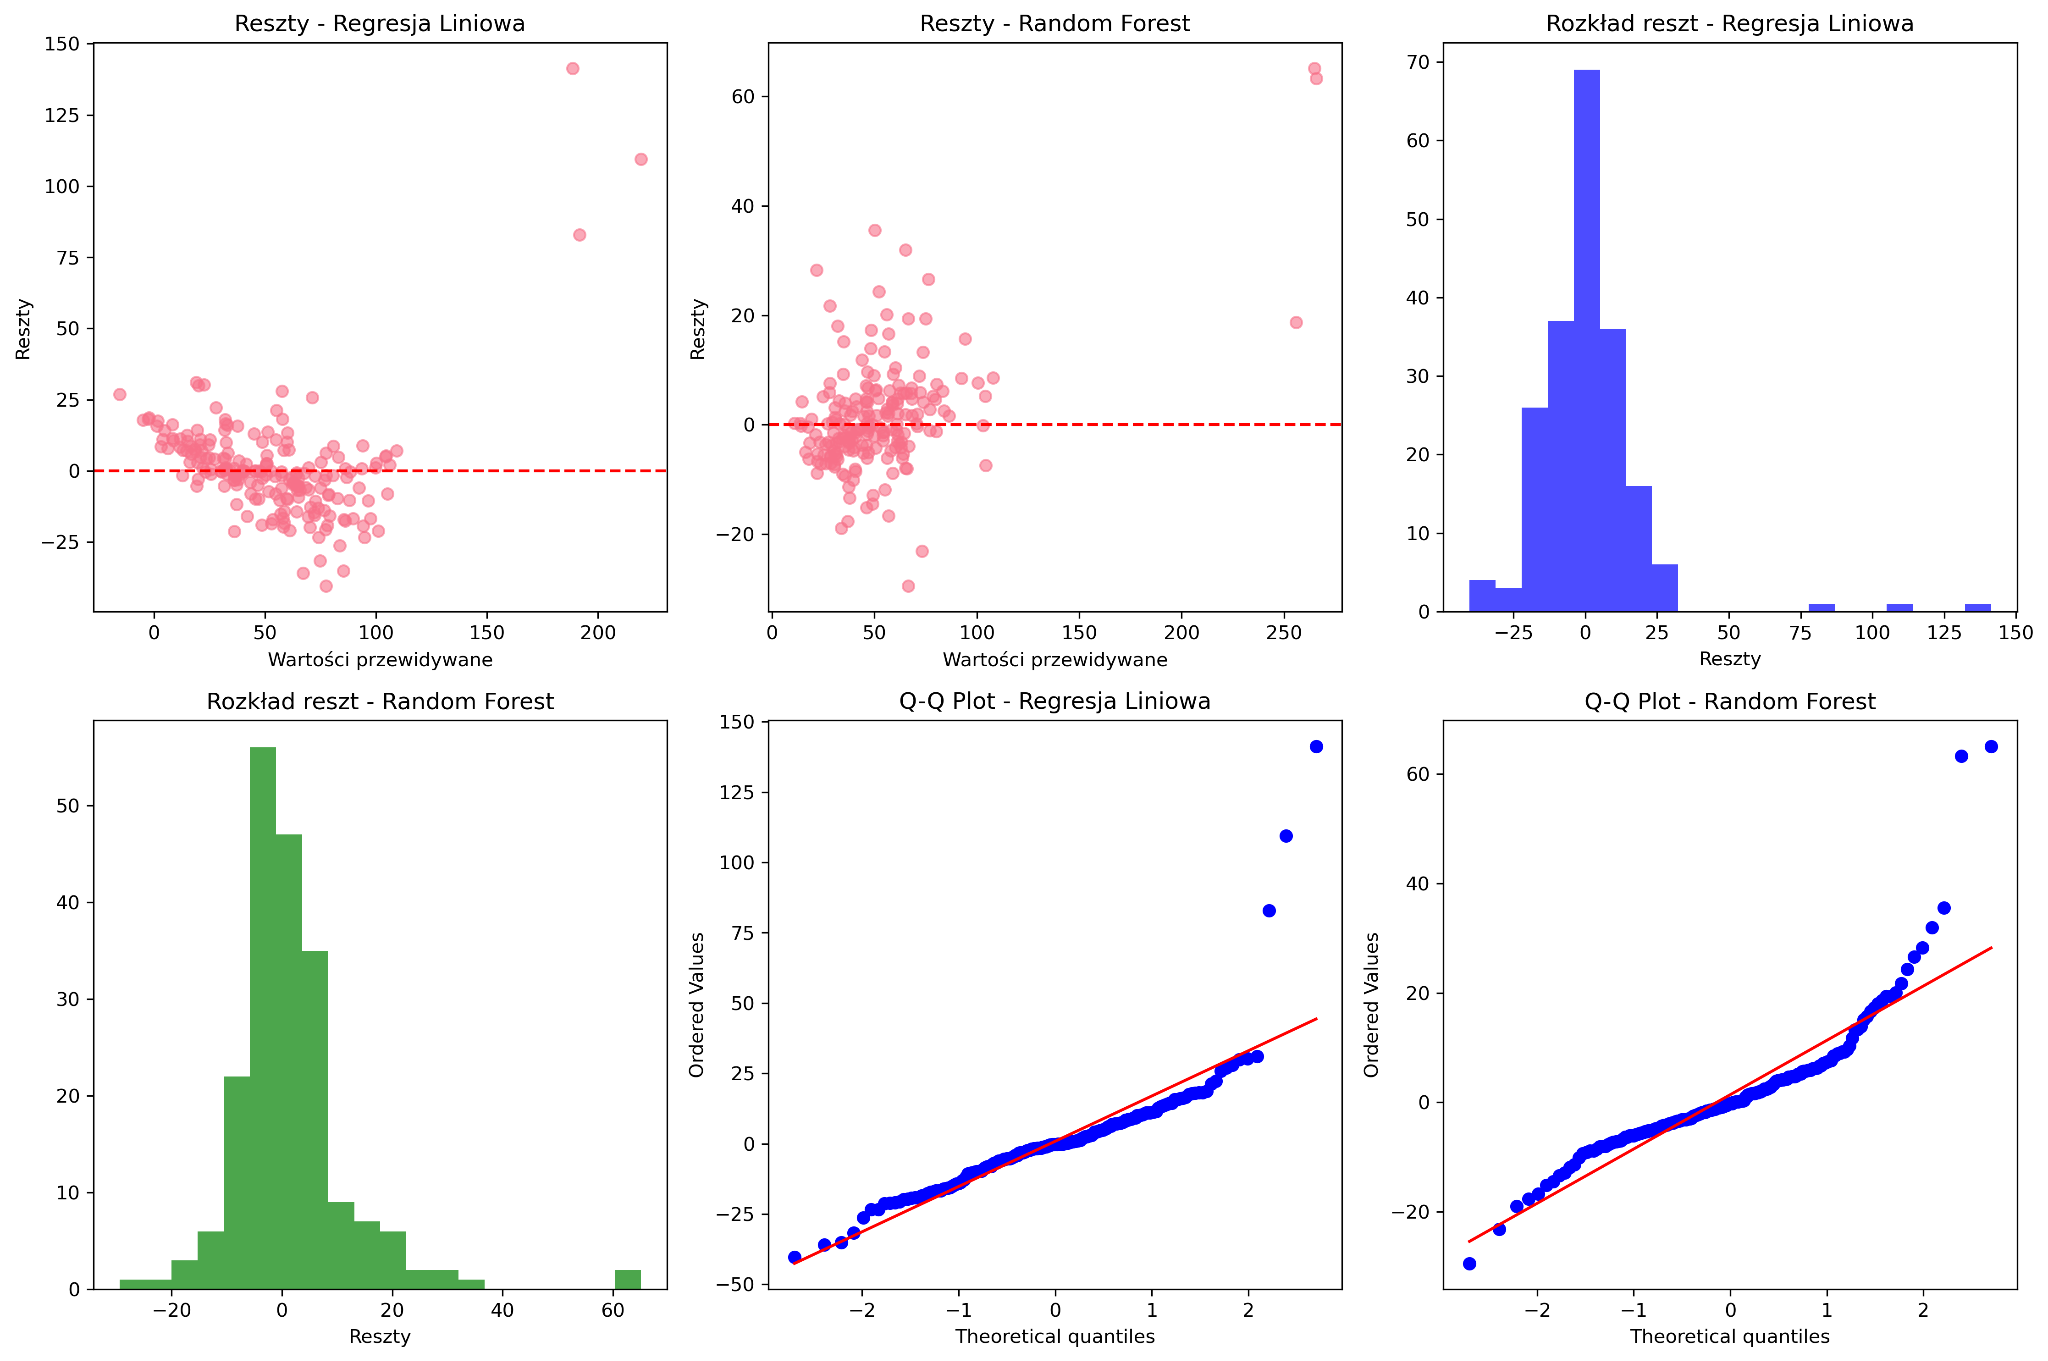 Reszty - Regresja Liniowa
150
125
100
75
50
25
0
−25
Reszty
0 50 100 150 200
Wartości przewidywane
Reszty - Random Forest
60
40
20
0
−20
Reszty
0 50 100 150 200 250
Wartości przewidywane
Rozkład reszt - Regresja Liniowa
70
60
50
40
30
20
10
0
−25 0 25 50 75 100 125 150
Reszty
Rozkład reszt - Random Forest
50
40
30
20
10
0
−20 0 20 40 60
Reszty
Q-Q Plot - Regresja Liniowa
150
125
100
75
50
25
0
−25
−50
Ordered Values
−2 −1 0 1 2
Theoretical quantiles
Q-Q Plot - Random Forest
60
40
20
0
−20
Ordered Values
−2 −1 0 1 2
Theoretical quantiles